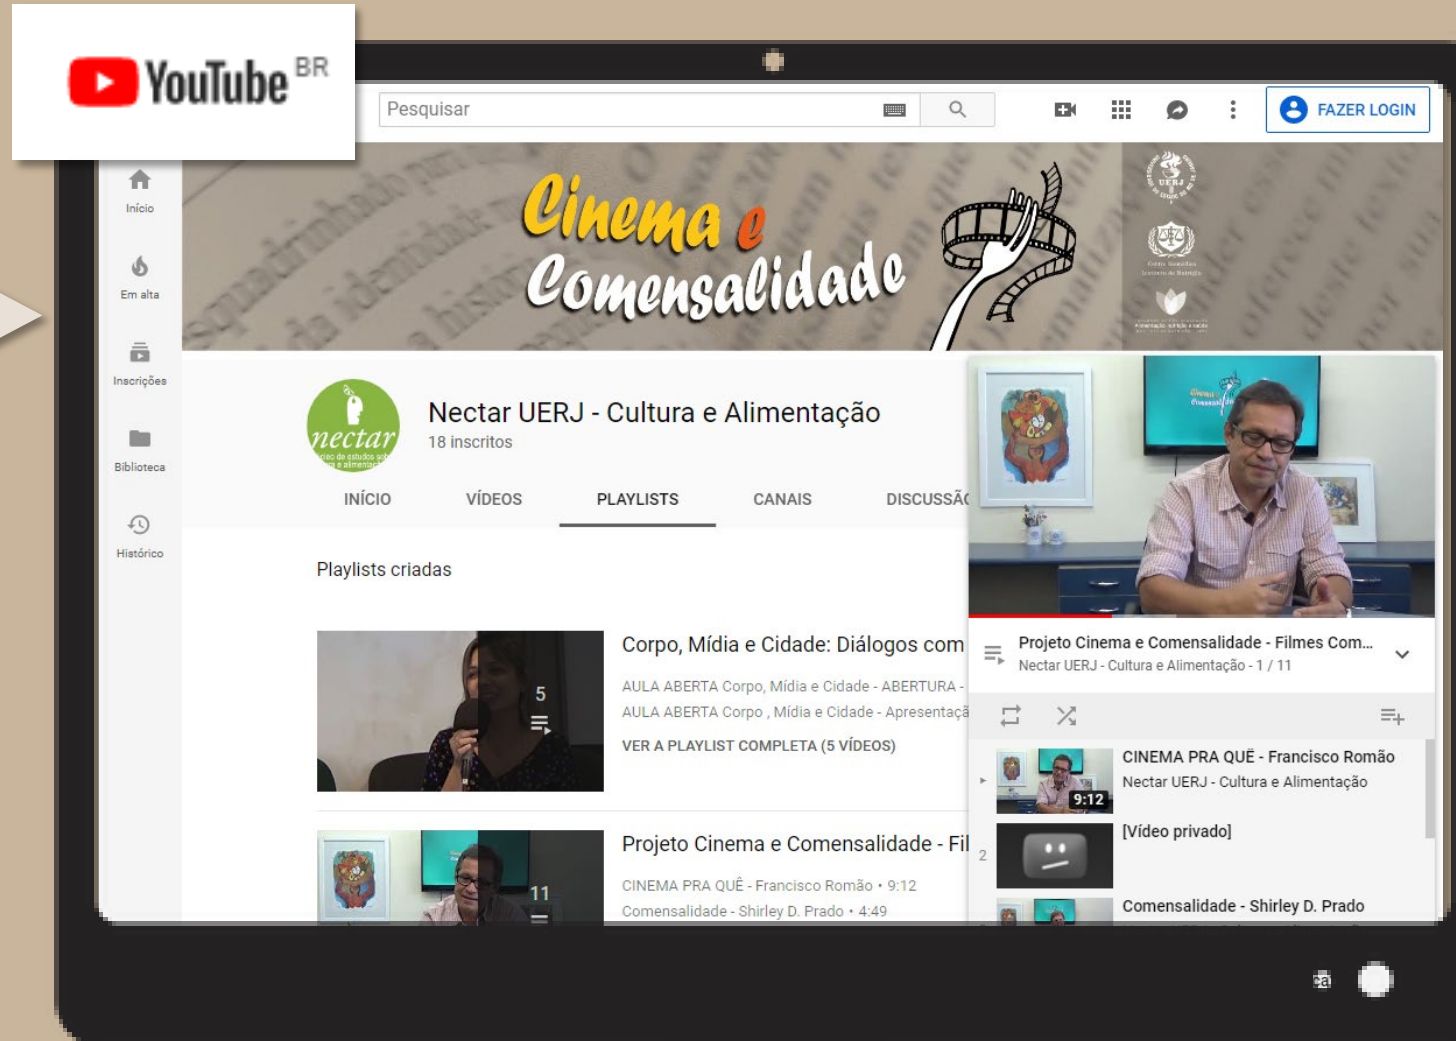 YouTube BR
Pesquisar
FAZER LOGIN
Início
Em alta
Inscrições
Biblioteca
Histórico
Cinema e
Comensalidade
UERJ
nectar
Nectar UERJ - Cultura e Alimentação
18 inscritos
INÍCIO VÍDEOS PLAYLISTS CANAIS DISCUSSÃO
Playlists criadas
5
Corpo, Mídia e Cidade: Diálogos com
AULA ABERTA Corpo, Mídia e Cidade - ABERTURA -
AULA ABERTA Corpo , Mídia e Cidade - Apresentaçã
VER A PLAYLIST COMPLETA (5 VÍDEOS)
11
Projeto Cinema e Comensalidade - Fil
CINEMA PRA QUÊ - Francisco Romão • 9:12
Comensalidade - Shirley D. Prado • 4:49
Projeto Cinema e Comensalidade - Filmes Com...
Nectar UERJ - Cultura e Alimentação - 1 / 11
9:12
CINEMA PRA QUÊ - Francisco Romão
Nectar UERJ - Cultura e Alimentação
2
[Vídeo privado]
Comensalidade - Shirley D. Prado